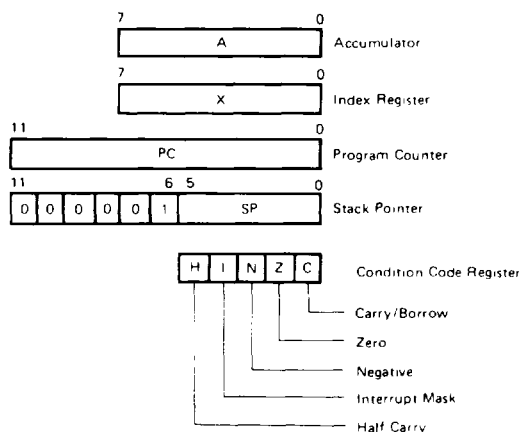 7 0
A Accumulator
7 0
X Index Register
11 0
PC Program Counter
11 6 5 0
0 0 0 0 0 1 SP Stack Pointer
H I N Z C Condition Code Register
Carry/Borrow
Zero
Negative
Interrupt Mask
Half Carry